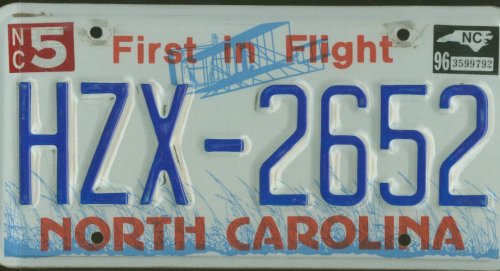 NC 5
First in Flight
NC
96 3599792
HZX-2652
NORTH CAROLINA